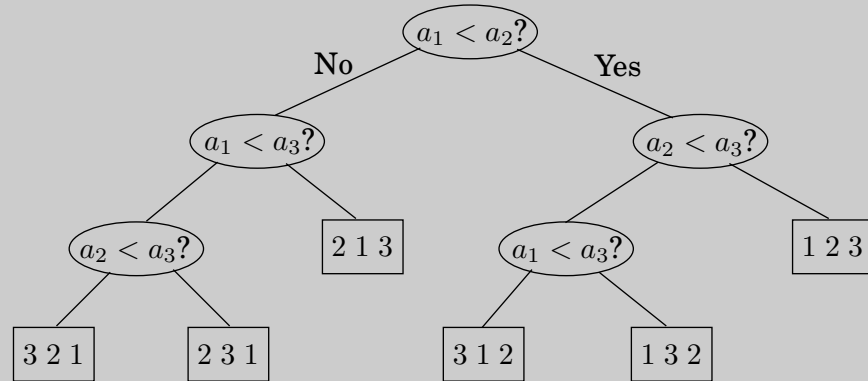 a₁ < a₂?
No
Yes
a₁ < a₃?
a₂ < a₃?
a₂ < a₃?
2 1 3
a₁ < a₃?
1 2 3
3 2 1
2 3 1
3 1 2
1 3 2